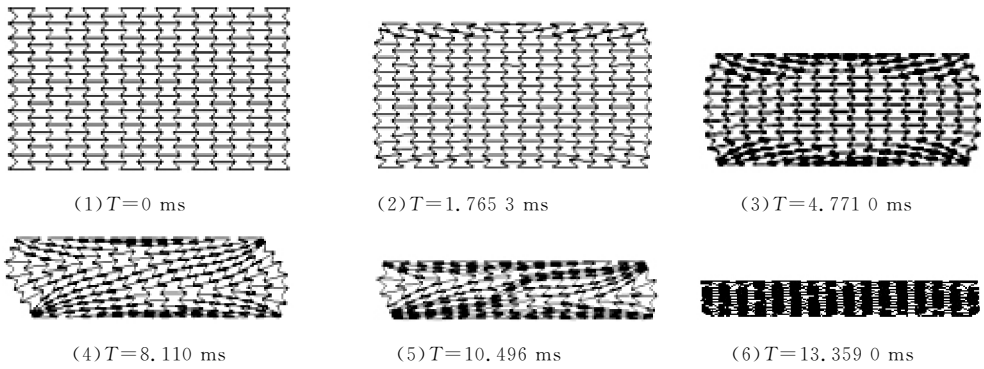 (1)T=0 ms
(2)T=1.765 3 ms
(3)T=4.771 0 ms
(4)T=8.110 ms
(5)T=10.496 ms
(6)T=13.359 0 ms